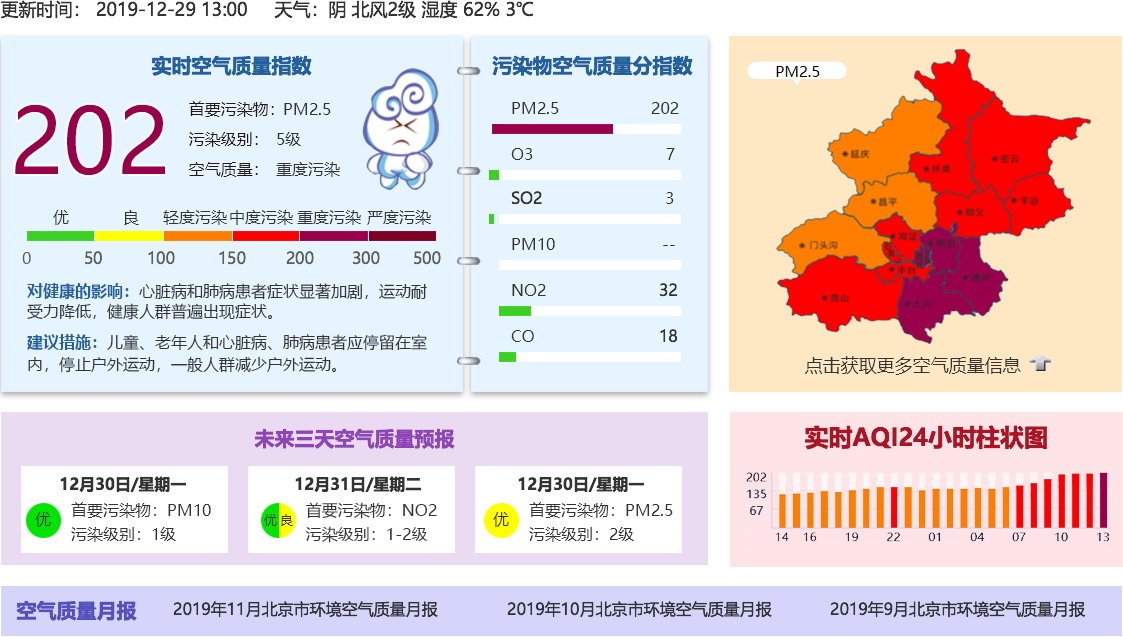 更新时间： 2019-12-29 13:00 天气：阴 北风2级 湿度 62% 3℃
实时空气质量指数
202
首要污染物：PM2.5
污染级别： 5级
空气质量： 重度污染
优 良 轻度污染 中度污染 重度污染 严度污染
0 50 100 150 200 300 500
对健康的影响：心脏病和肺病患者症状显著加剧，运动耐
受力降低，健康人群普遍出现症状。
建议措施：儿童、老年人和心脏病、肺病患者应停留在室
内，停止户外运动，一般人群减少户外运动。
污染物空气质量分指数
PM2.5 202
O3 7
SO2 3
PM10 --
NO2 32
CO 18
PM2.5
延庆
怀柔
密云
昌平
顺义
平谷
门头沟
海淀
朝阳
丰台
通州
房山
大兴
点击获取更多空气质量信息
未来三天空气质量预报
12月30日/星期一
优
首要污染物：PM10
污染级别：1级
12月31日/星期二
优 良
首要污染物：NO2
污染级别：1-2级
12月30日/星期一
优
首要污染物：PM2.5
污染级别：2级
实时AQI24小时柱状图
202
135
67
14 16 19 22 01 04 07 10 13
空气质量月报 2019年11月北京市环境空气质量月报 2019年10月北京市环境空气质量月报 2019年9月北京市环境空气质量月报